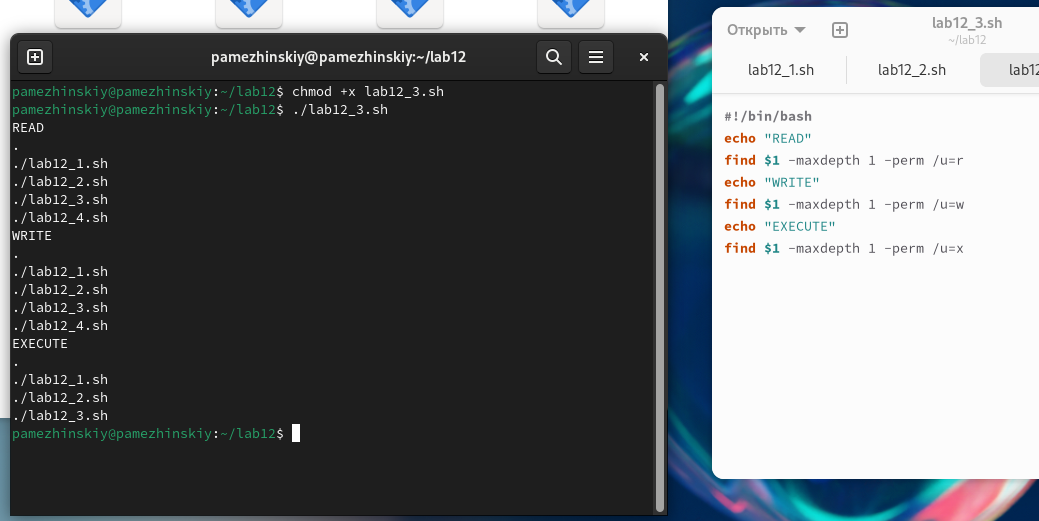 pamezhinskiy@pamezhinskiy:~/lab12
pamezhinskiy@pamezhinskiy:~/lab12$ chmod +x lab12_3.sh
pamezhinskiy@pamezhinskiy:~/lab12$ ./lab12_3.sh
READ
.
./lab12_1.sh
./lab12_2.sh
./lab12_3.sh
./lab12_4.sh
WRITE
.
./lab12_1.sh
./lab12_2.sh
./lab12_3.sh
./lab12_4.sh
EXECUTE
.
./lab12_1.sh
./lab12_2.sh
./lab12_3.sh
pamezhinskiy@pamezhinskiy:~/lab12$
Открыть
lab12_3.sh
~/lab12
lab12_1.sh
lab12_2.sh
lab12
#!/bin/bash
echo "READ"
find $1 -maxdepth 1 -perm /u=r
echo "WRITE"
find $1 -maxdepth 1 -perm /u=w
echo "EXECUTE"
find $1 -maxdepth 1 -perm /u=x